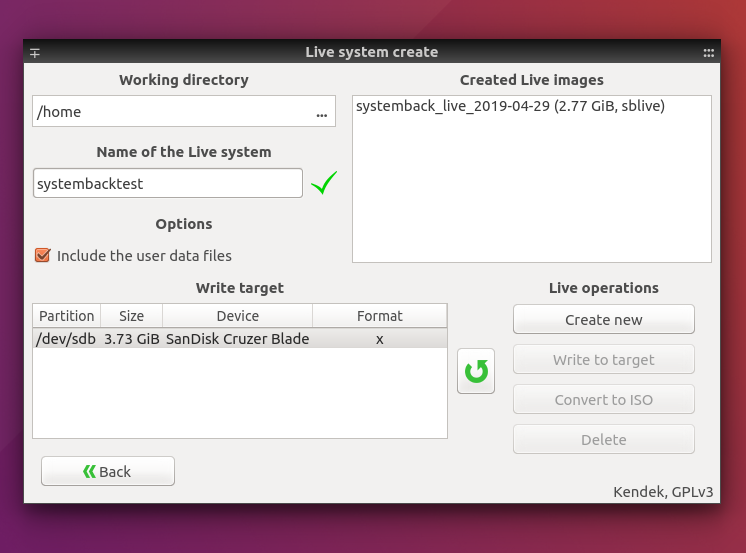 Live system create
Working directory
/home
...
Name of the Live system
systembacktest
Options
Include the user data files
Created Live images
systemback_live_2019-04-29 (2.77 GiB, sblive)
Write target
Partition Size Device Format
/dev/sdb 3.73 GiB SanDisk Cruzer Blade x
Live operations
Create new
Write to target
Convert to ISO
Delete
Back
Kendek, GPLv3